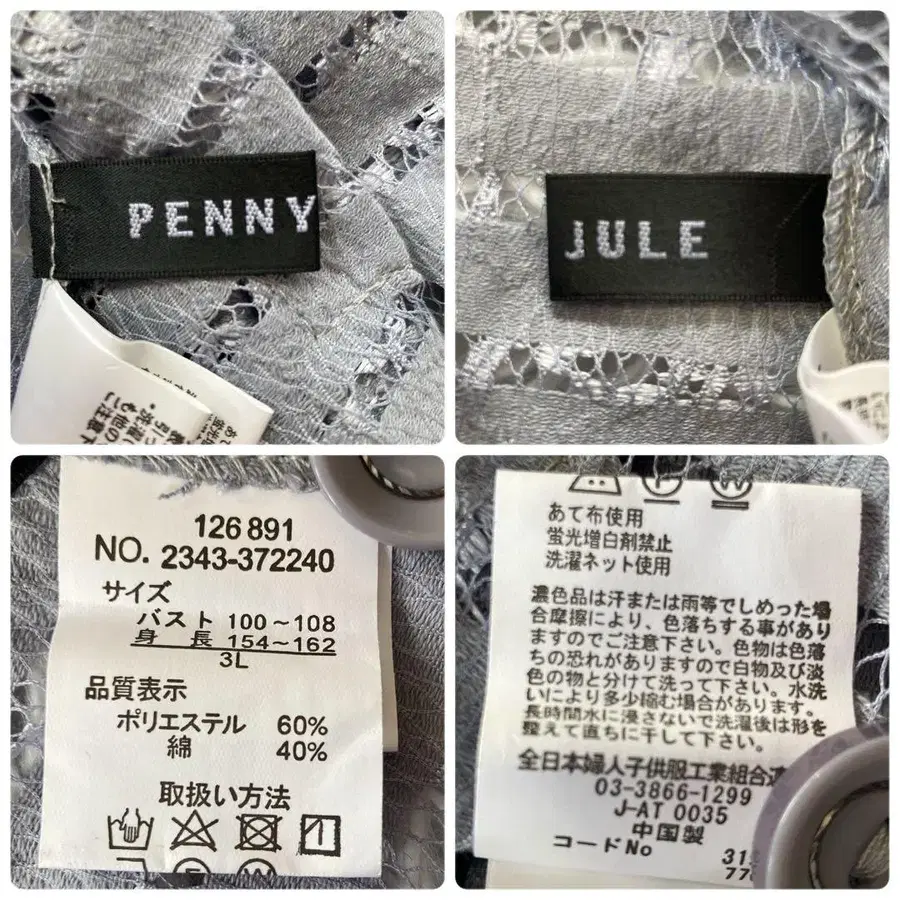 PENNY
JULE
126 891
NO. 2343-372240
サイズ
バスト 100～108
身 長 154～162
3L
品質表示
ポリエステル 60%
綿 40%
取扱い方法
あて布使用
蛍光増白剤禁止
洗濯ネット使用
濃色品は汗または雨等でしめった場
合摩擦により、色落ちする事があり
ますのでご注意下さい。色物は色落
ちの恐れがありますので白物及び淡
色の物と分けて洗って下さい。水洗
いにより多少縮む場合があります。
長時間水に浸さないで洗濯後は形を
整えて直ちに干して下さい。
全日本婦人子供服工業組合連
03-3866-1299
J-AT 0035
中国製
コードNo